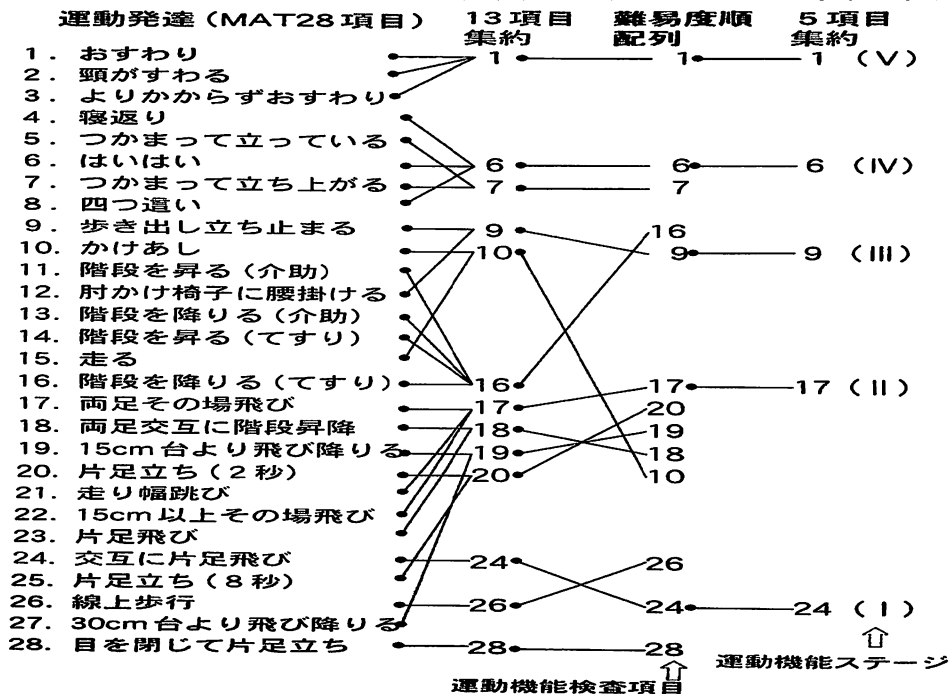 運動発達(MAT28項目) 13項目集約 難易度順配列 5項目集約
1. おすわり 1 1 1 (V)
2. 頸がすわる
3. よりかからずおすわり
4. 寝返り
5. つかまって立っている
6. はいはい 6 6 6 (IV)
7. つかまって立ち上がる 7 7
8. 四つ這い
9. 歩き出し立ち止まる 9 16
10. かけあし 10 9 9 (III)
11. 階段を昇る(介助)
12. 肘かけ椅子に腰掛ける
13. 階段を降りる(介助)
14. 階段を昇る(てすり)
15. 走る
16. 階段を降りる(てすり) 16 17 17 (II)
17. 両足その場飛び 17 20
18. 両足交互に階段昇降 18 19
19. 15cm台より飛び降りる 19 18
20. 片足立ち(2秒) 20 10
21. 走り幅跳び
22. 15cm以上その場飛び
23. 片足飛び
24. 交互に片足飛び 24 26
25. 片足立ち(8秒)
26. 線上歩行 26 24 24 (I)
27. 30cm台より飛び降りる
28. 目を閉じて片足立ち 28 28
⇧ 運動機能ステージ
⇧ 運動機能検査項目